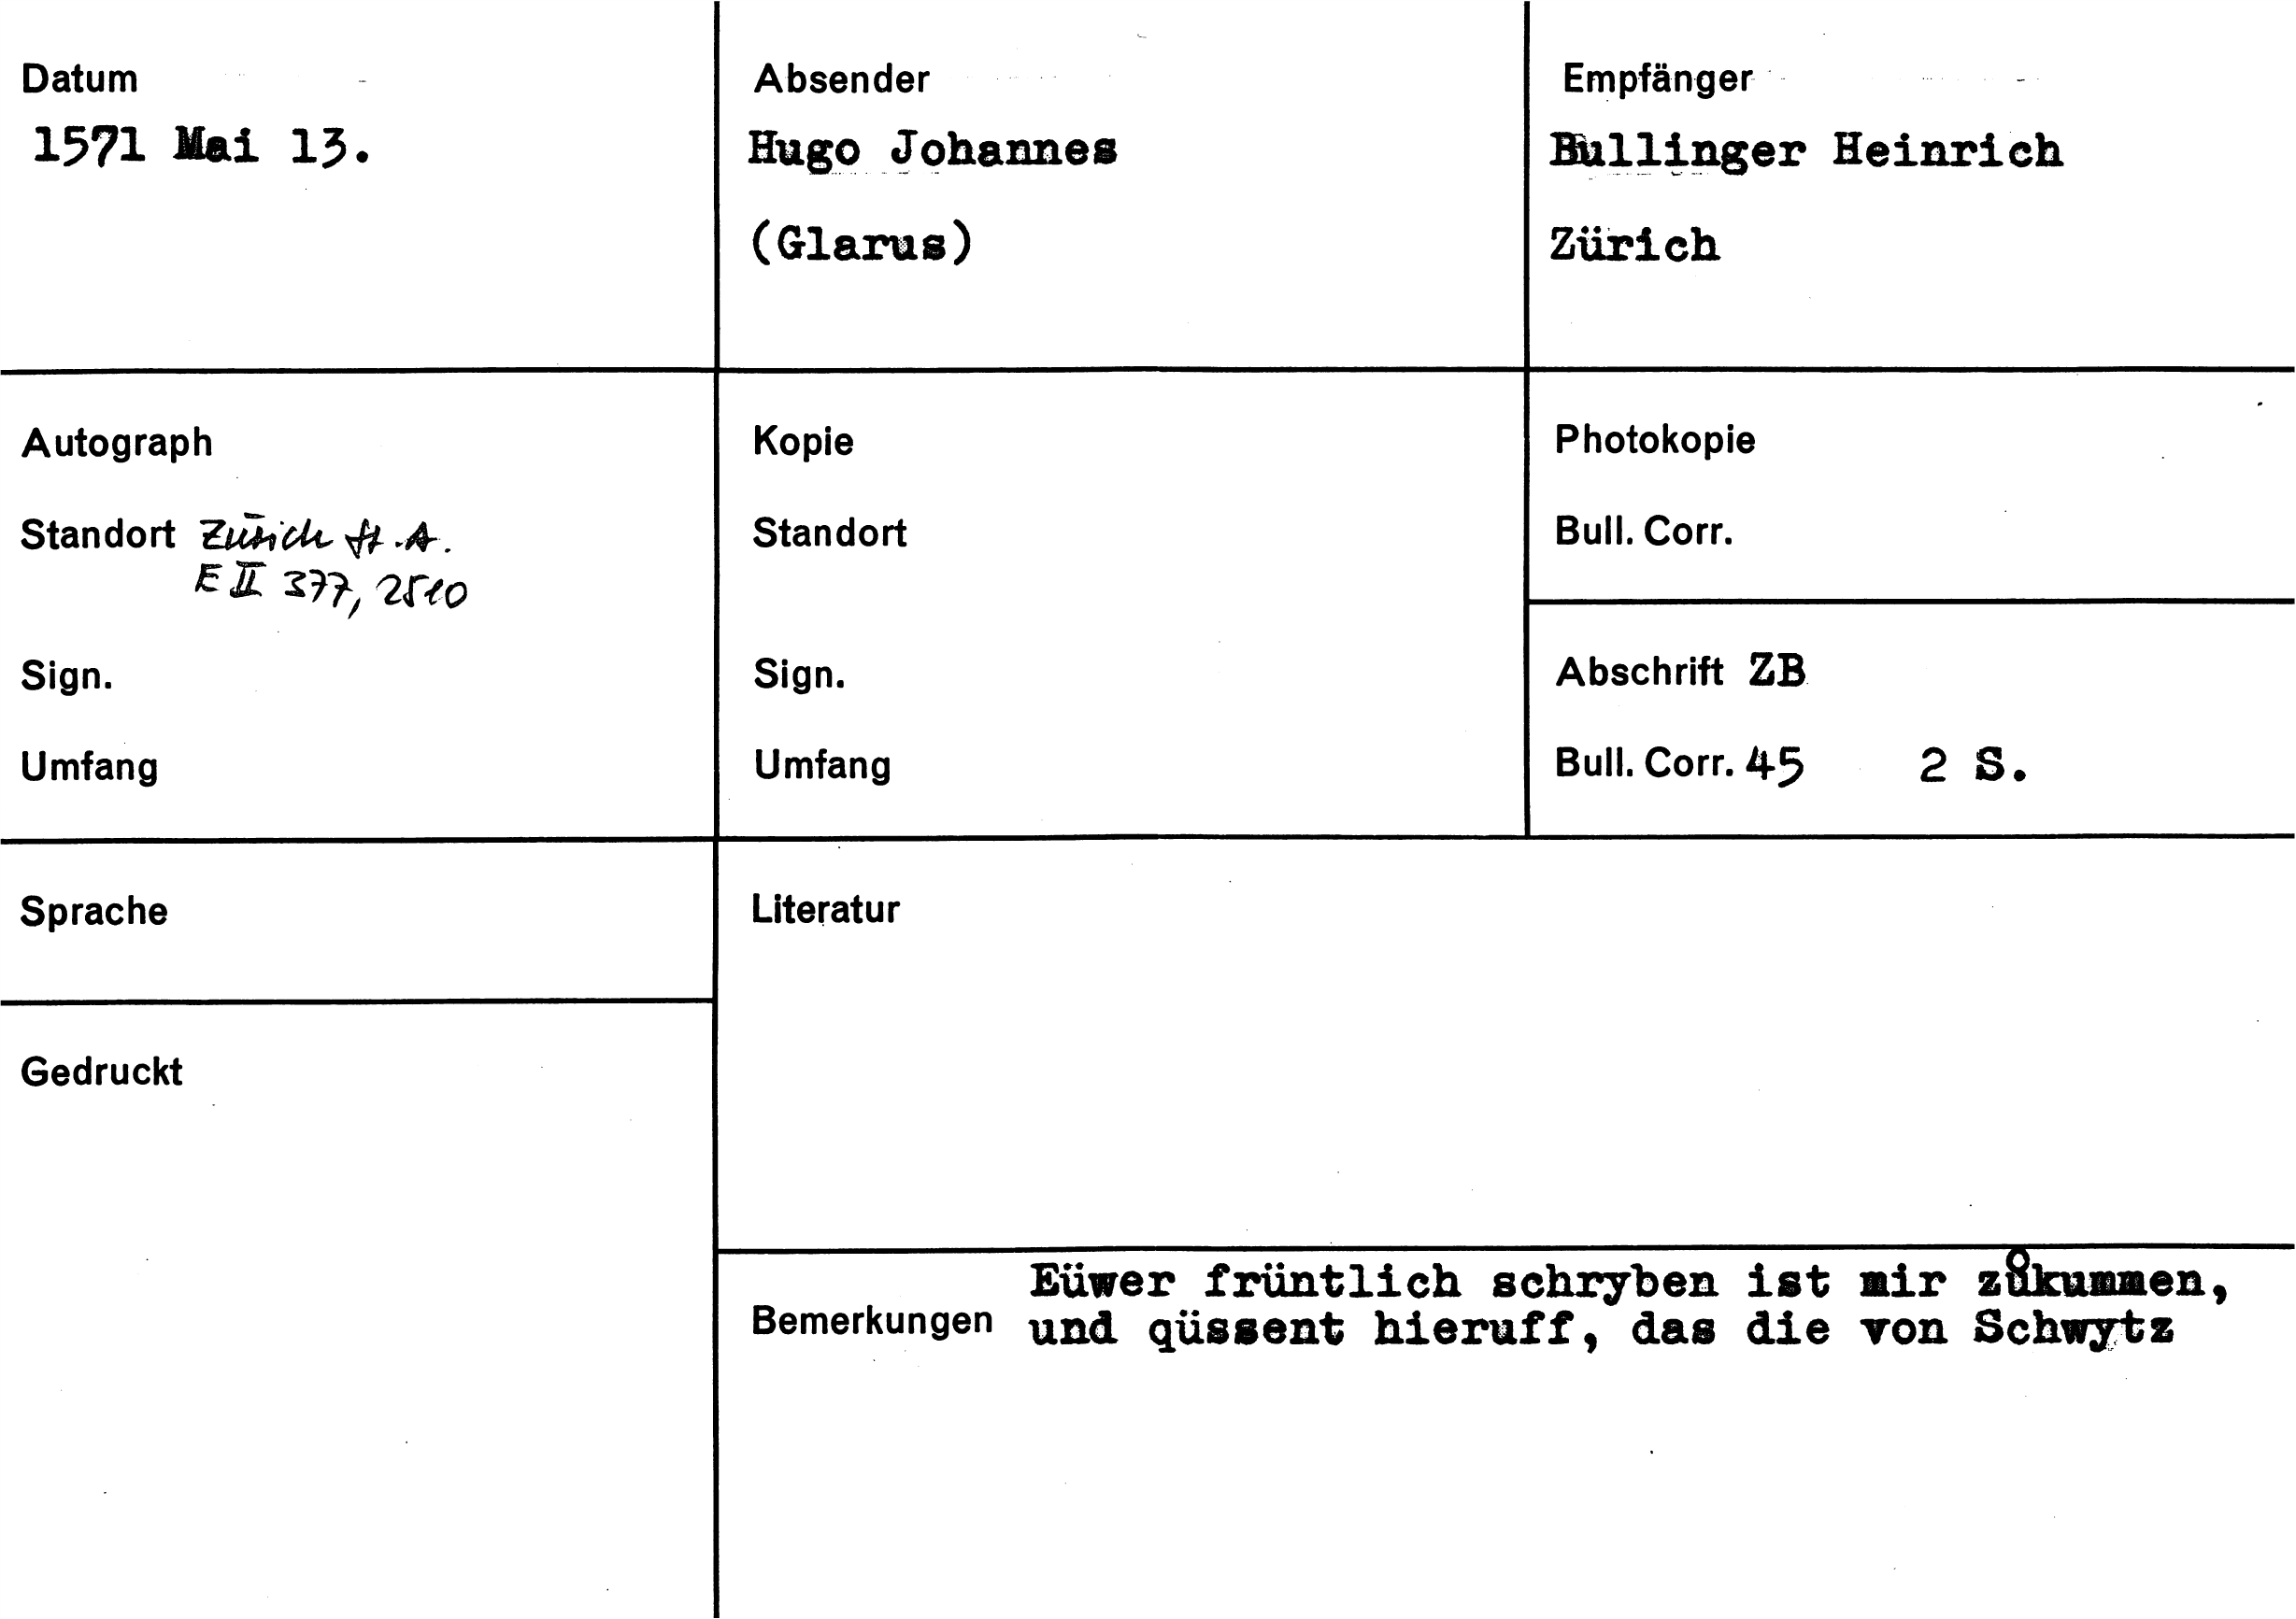 Datum
1571 Mai 13.
Absender
Hugo Johannes
(Glarus)
Empfänger
Bullinger Heinrich
Zürich
Autograph
Standort Zürich St.A.
E II 377, 2510
Sign.
Umfang
Kopie
Standort
Sign.
Umfang
Photokopie
Bull. Corr.
Abschrift ZB
Bull. Corr. 45 2 S.
Sprache
Gedruckt
Literatur
Bemerkungen
Eüwer früntlich schryben ist mir zůkummen,
und qüssent hieruff, das die von Schwytz